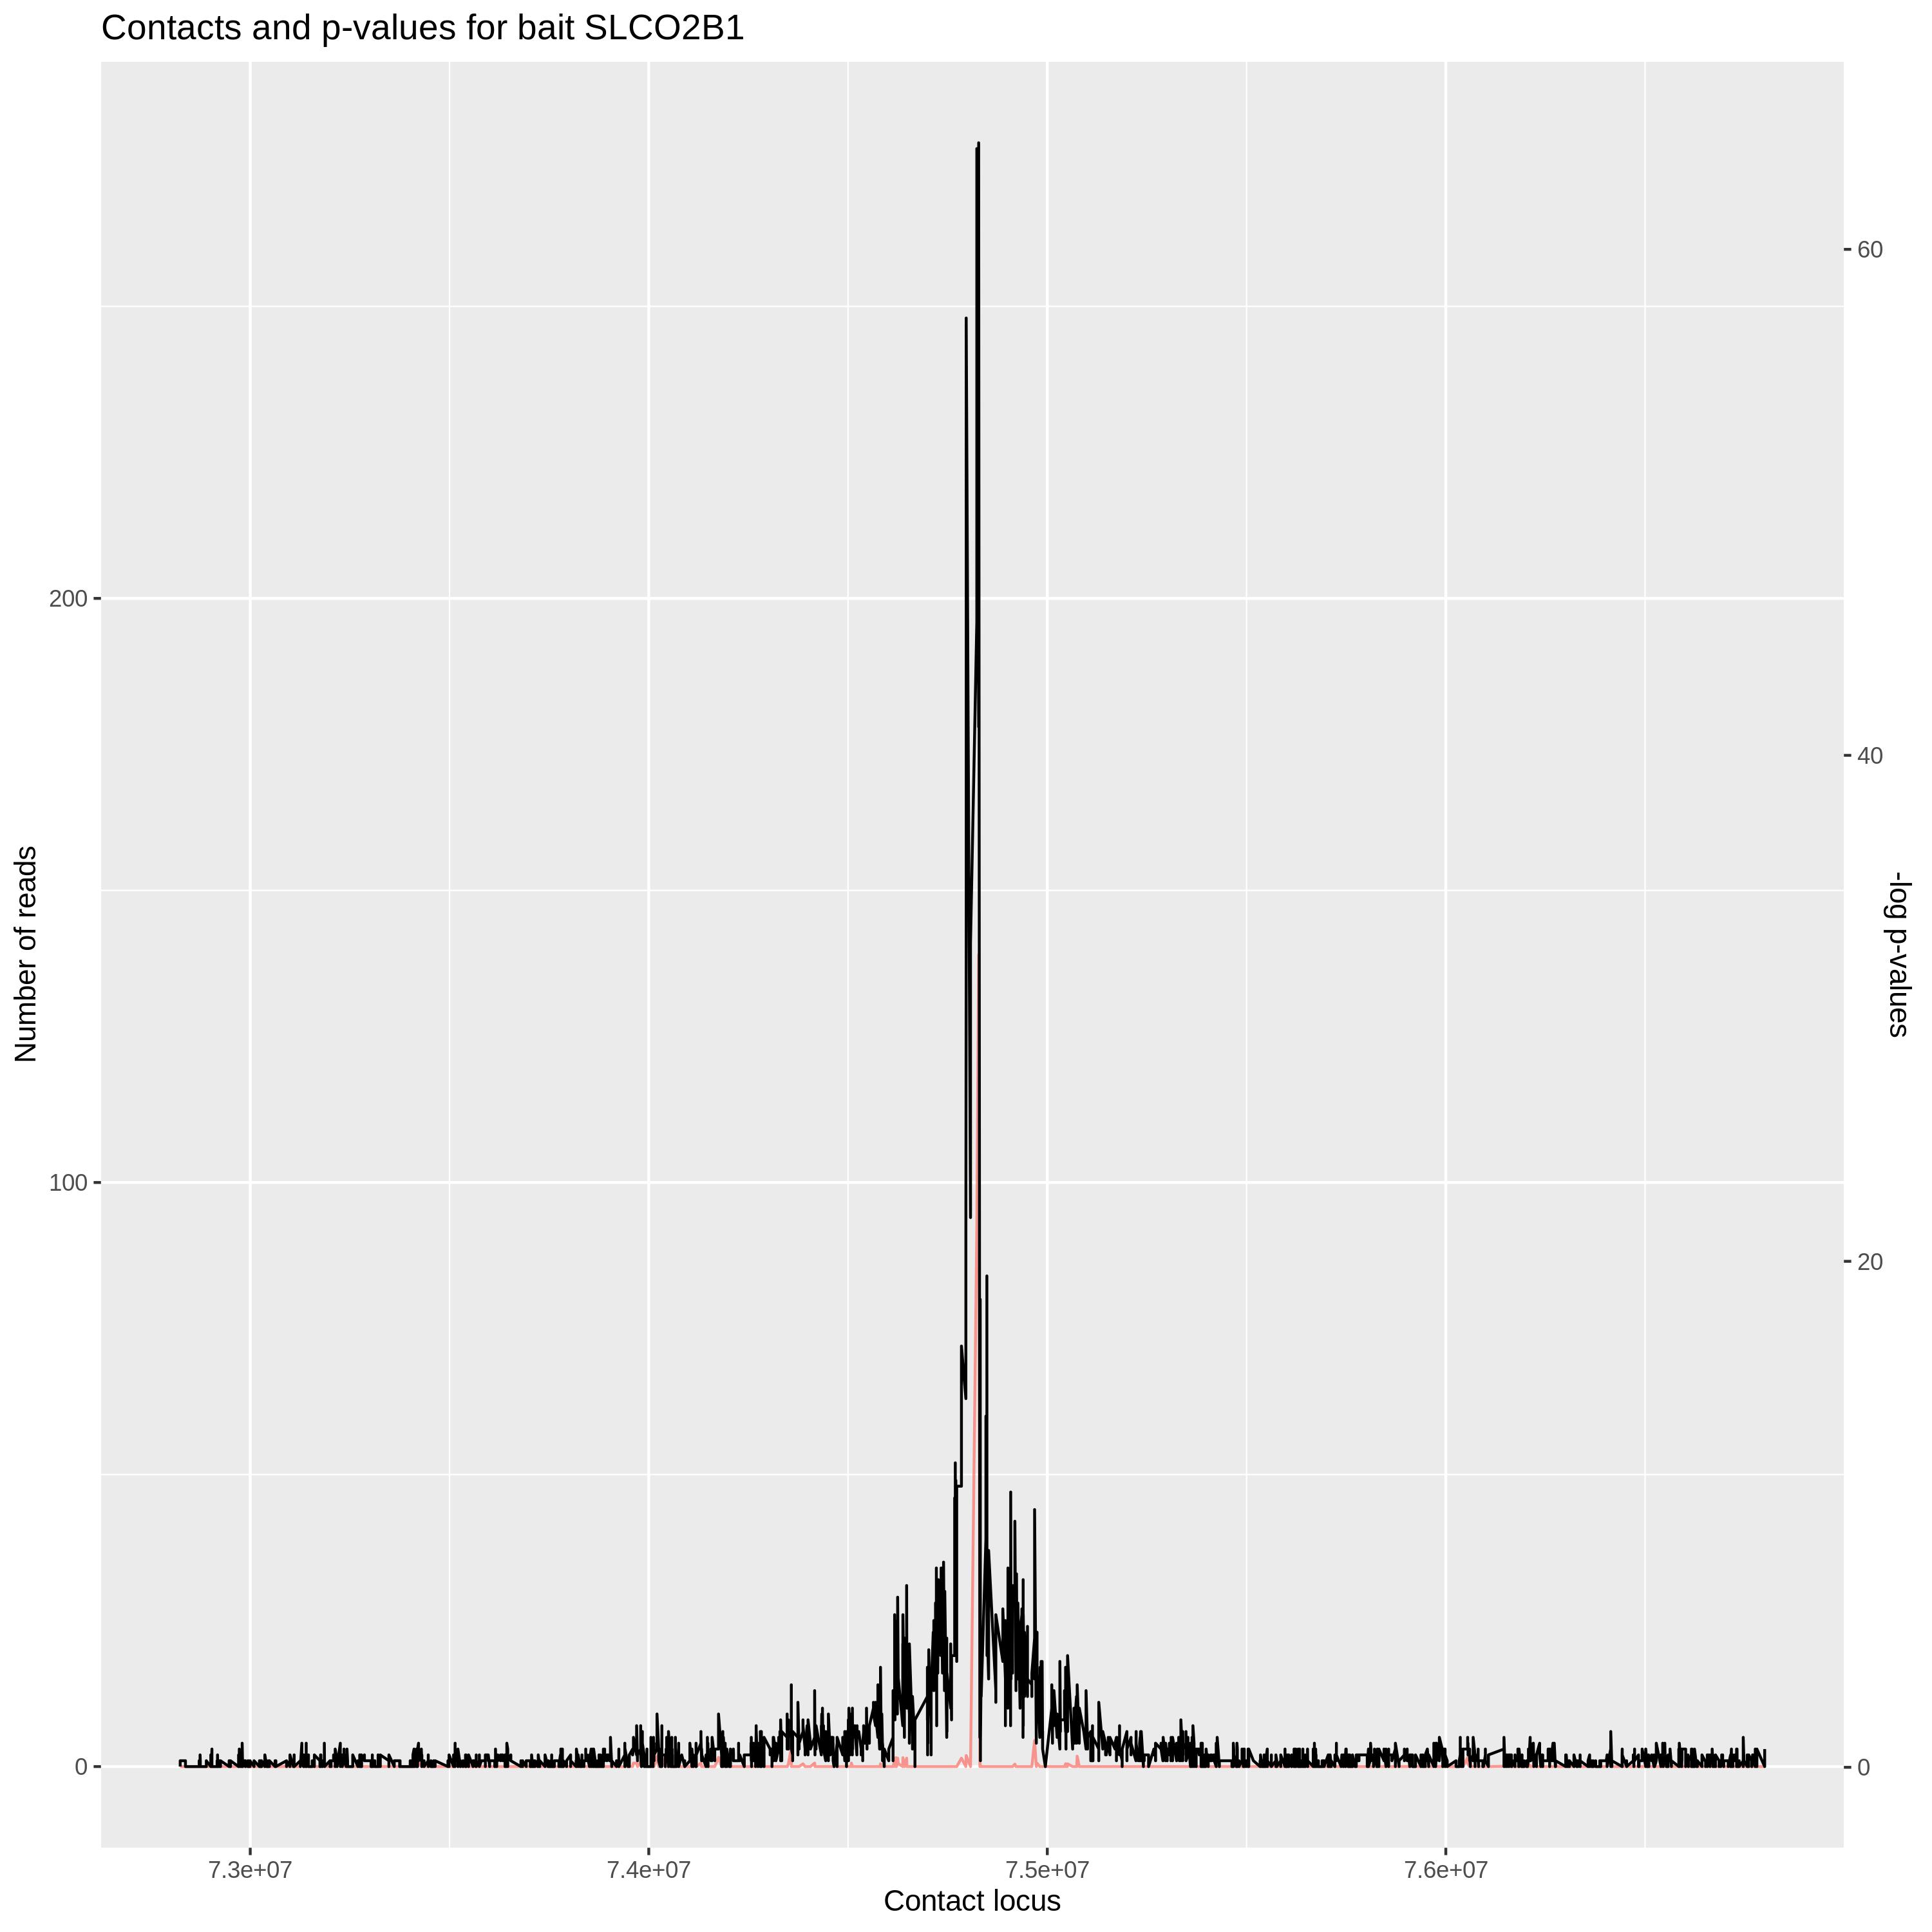 Contacts and p-values for bait SLCO2B1
Number of reads
200
100
0
60
40
20
0
-log p-values
7.3e+07
7.4e+07
7.5e+07
7.6e+07
Contact locus